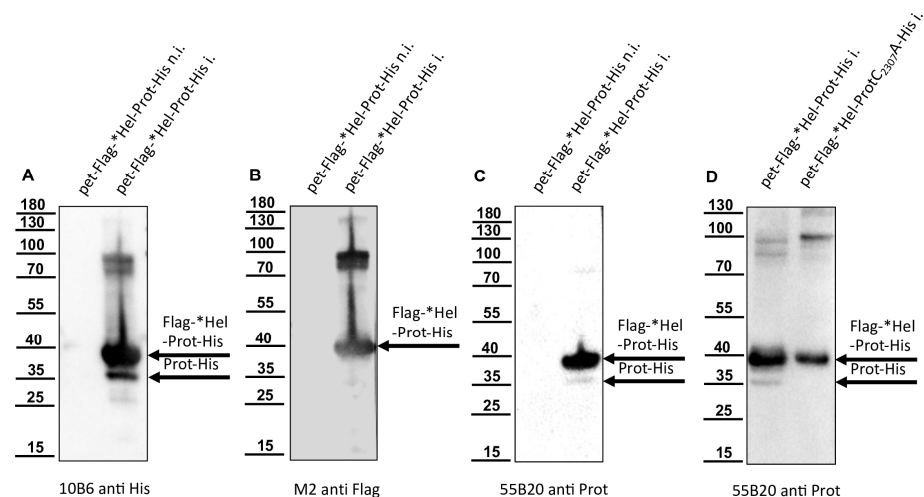 A
pet-Flag-*Hel-Prot-His n.i.
pet-Flag-*Hel-Prot-His i.
180
130
100
70
55
40
35
25
15
Flag-*Hel
-Prot-His
Prot-His
10B6 anti His
B
pet-Flag-*Hel-Prot-His n.i.
pet-Flag-*Hel-Prot-His i.
180
130
100
70
55
40
35
25
15
Flag-*Hel
-Prot-His
M2 anti Flag
C
pet-Flag-*Hel-Prot-His n.i.
pet-Flag-*Hel-Prot-His i.
180
130
100
70
55
40
35
25
15
Flag-*Hel
-Prot-His
Prot-His
55B20 anti Prot
D
pet-Flag-*Hel-Prot-His i.
pet-Flag-*Hel-ProtC₂₃₀₇A-His i.
130
100
70
55
40
35
25
15
Flag-*Hel
-Prot-His
Prot-His
55B20 anti Prot